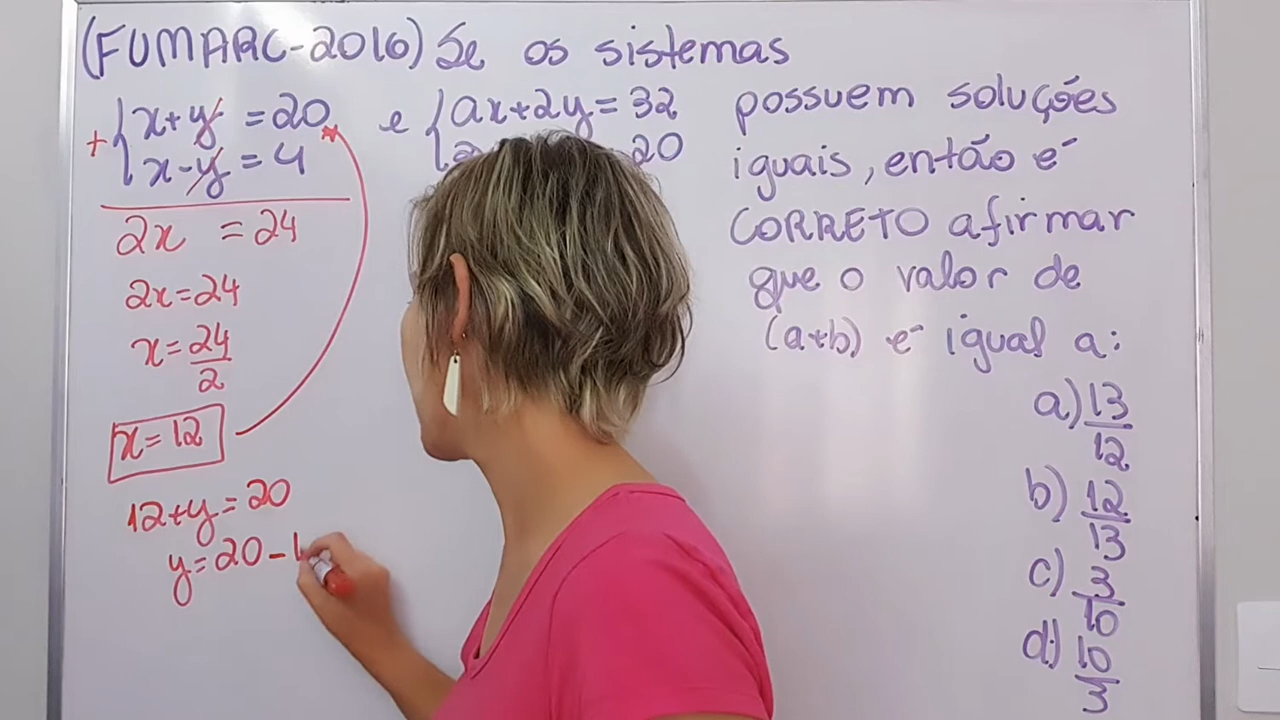 (FUMARC-2016) Se os sistemas
x+y=20 e ax+2y=32
+ x-y=4 20
possuem soluções
iguais, então é
CORRETO afirmar
que o valor de
(a+b) é igual a:
a) 13/12
b) 12/13
c) 3/10
d) 10/3
2x = 24
2x=24
x=24/2
x=12
12+y=20
y=20-1